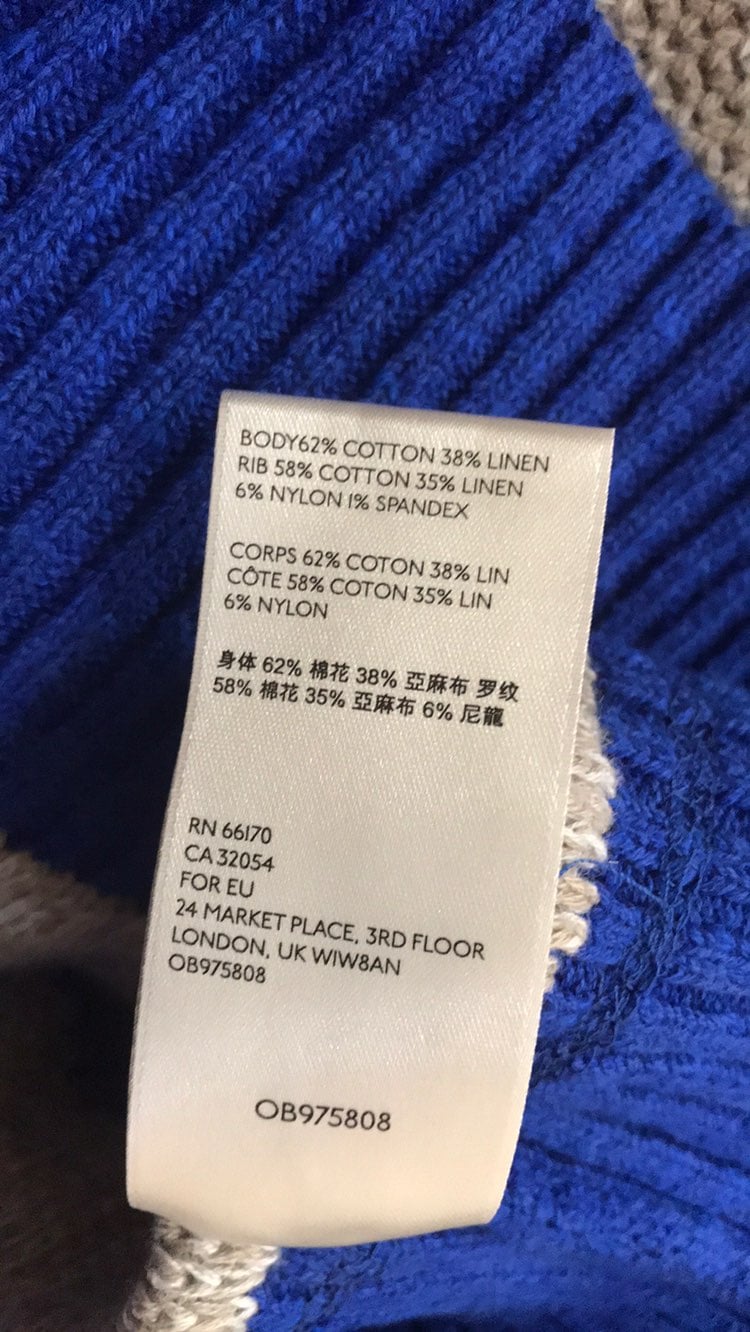 BODY62% COTTON 38% LINEN
RIB 58% COTTON 35% LINEN
6% NYLON 1% SPANDEX
CORPS 62% COTON 38% LIN
CÔTE 58% COTON 35% LIN
6% NYLON
身体 62% 棉花 38% 亞麻布 罗纹
58% 棉花 35% 亞麻布 6% 尼龍
RN 66170
CA 32054
FOR EU
24 MARKET PLACE, 3RD FLOOR
LONDON, UK W1W8AN
OB975808
OB975808